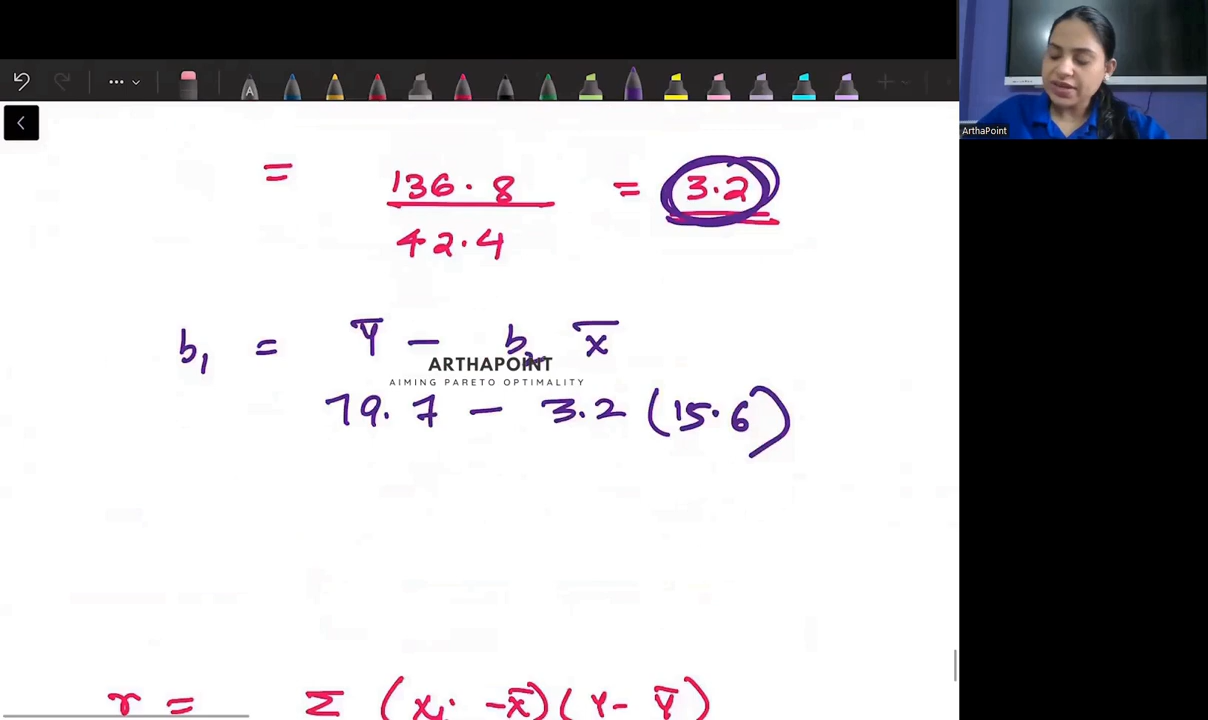 ArthaPoint
= 136.8 / 42.4 = 3.2
b₁ = Y̅ - b₂ X̅
ARTHAPOINT
AIMING PARETO OPTIMALITY
79.7 - 3.2 (15.6)
r = Σ (Xi - X̅)(Y - Y̅)